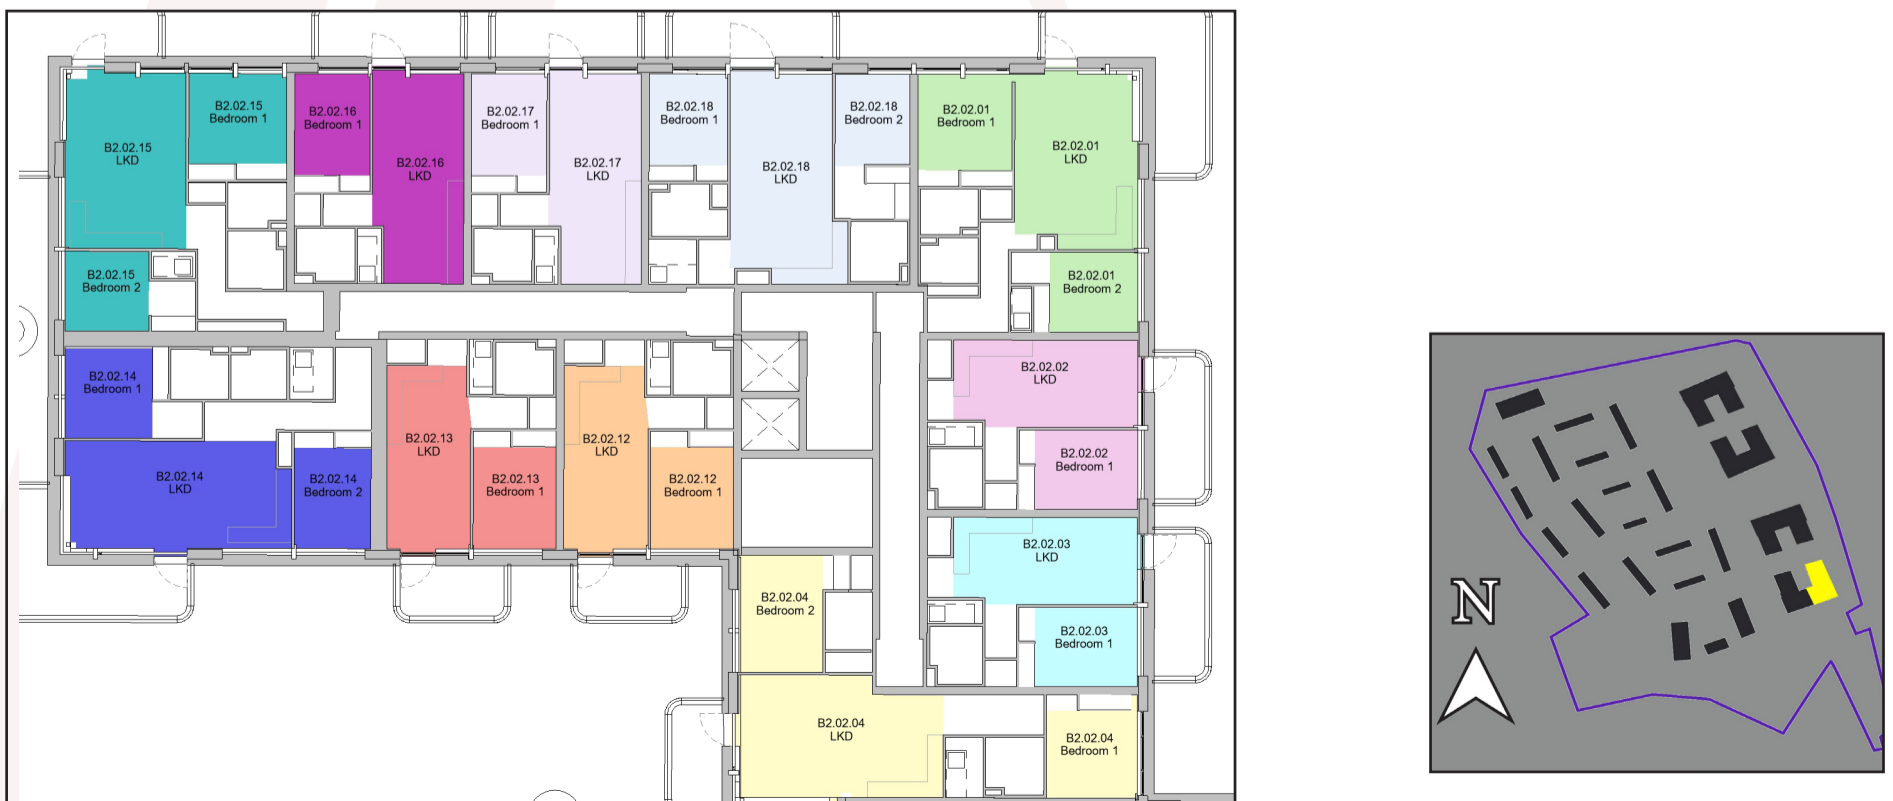 B2.02.15
LKD
B2.02.15
Bedroom 1
B2.02.16
Bedroom 1
B2.02.16
LKD
B2.02.17
Bedroom 1
B2.02.17
LKD
B2.02.18
Bedroom 1
B2.02.18
LKD
B2.02.18
Bedroom 2
B2.02.01
Bedroom 1
B2.02.01
LKD
B2.02.15
Bedroom 2
B2.02.01
Bedroom 2
B2.02.14
Bedroom 1
B2.02.14
LKD
B2.02.14
Bedroom 2
B2.02.13
LKD
B2.02.13
Bedroom 1
B2.02.12
LKD
B2.02.12
Bedroom 1
B2.02.02
LKD
B2.02.02
Bedroom 1
B2.02.03
LKD
B2.02.03
Bedroom 1
B2.02.04
Bedroom 2
B2.02.04
LKD
B2.02.04
Bedroom 1
N